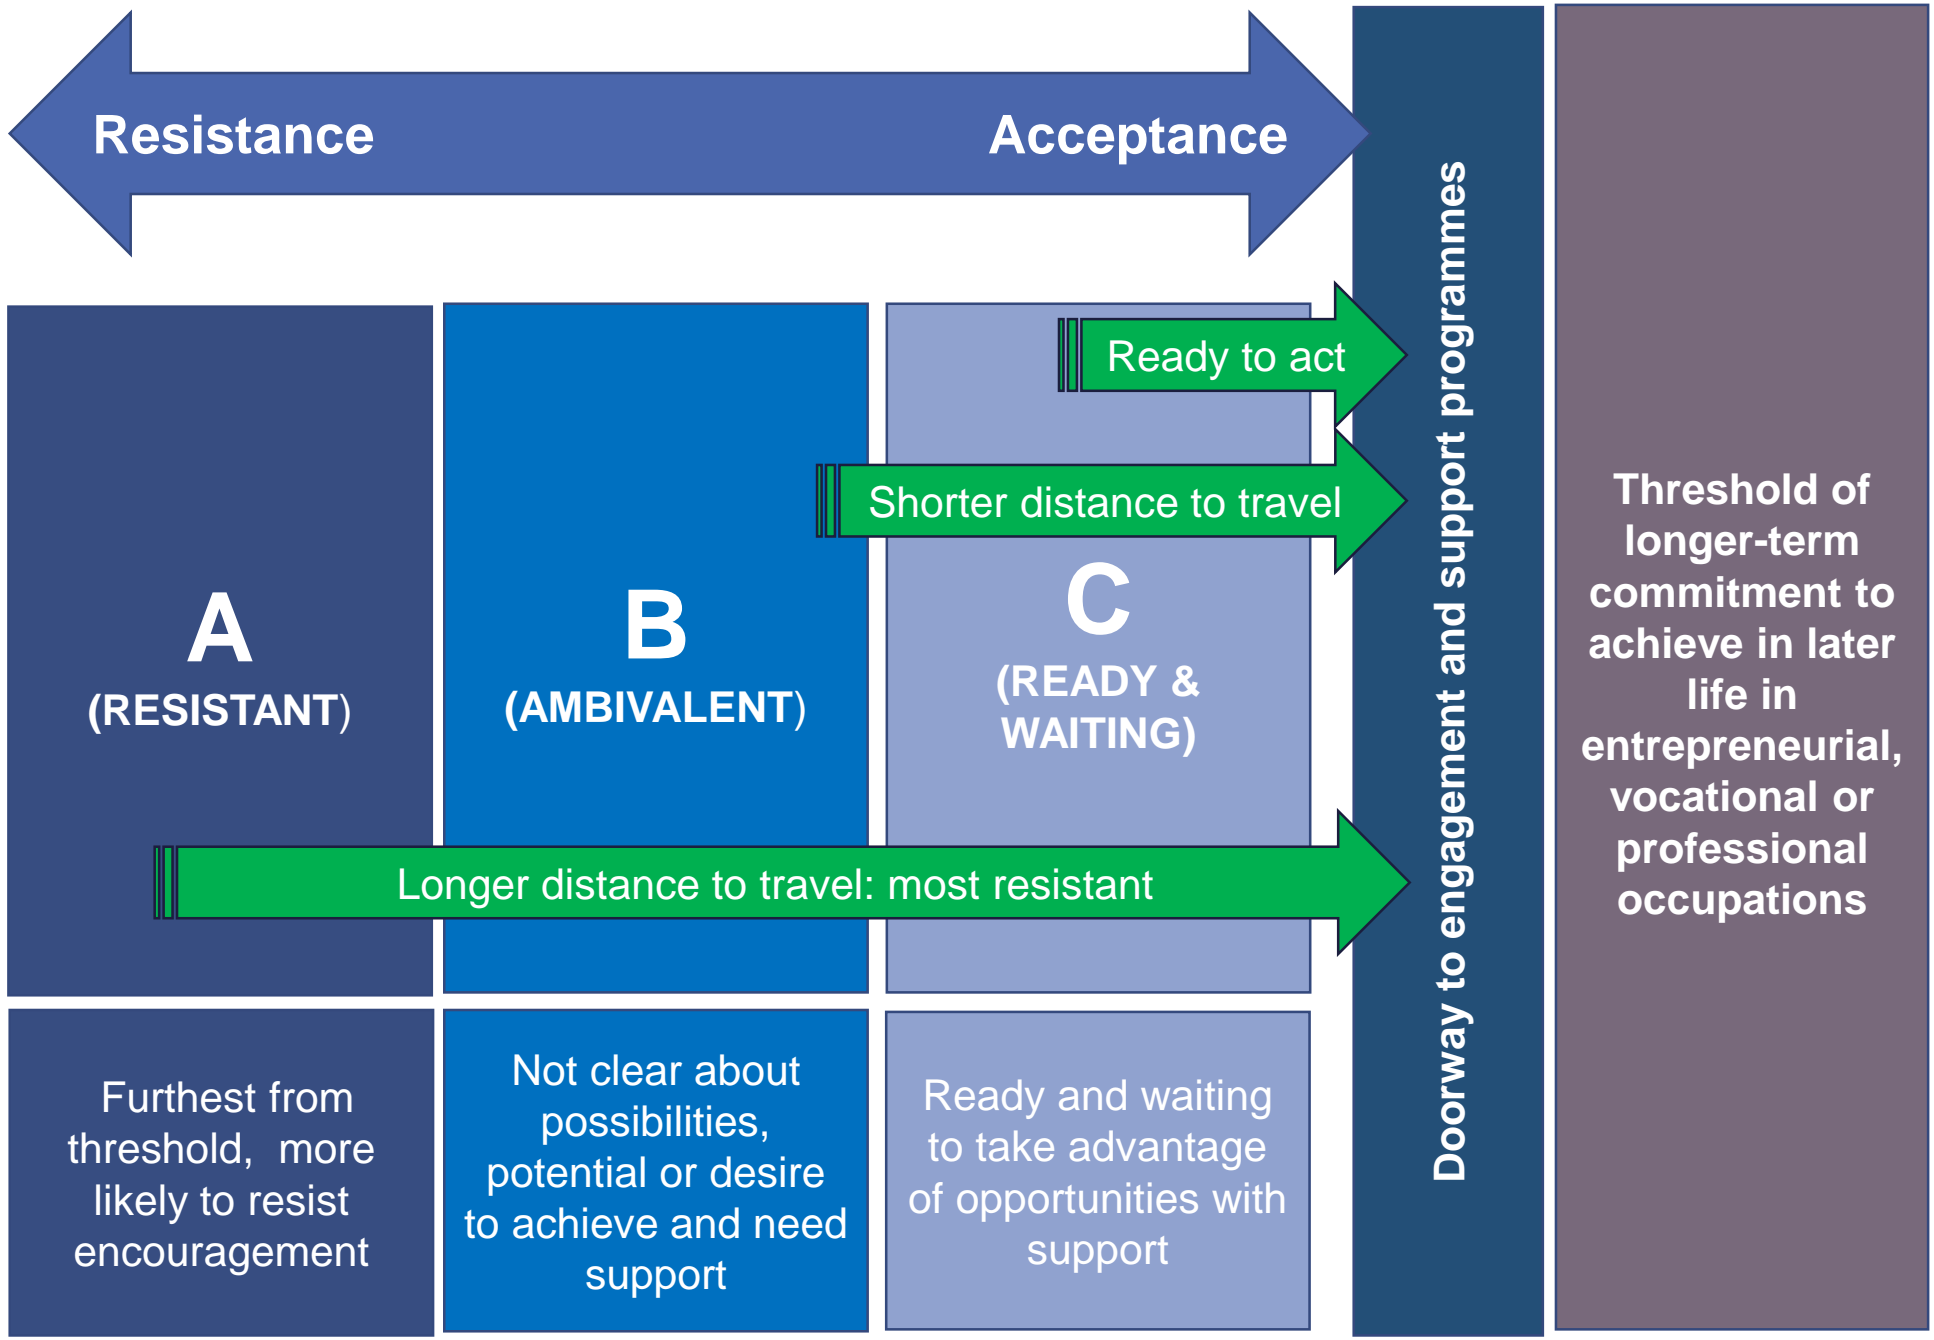 Resistance
Acceptance
Ready to act
Shorter distance to travel
A
(RESISTANT)
B
(AMBIVALENT)
C
(READY &
WAITING)
Longer distance to travel: most resistant
Furthest from
threshold,  more
likely to resist
encouragement
Not clear about
possibilities,
potential or desire
to achieve and need
support
Ready and waiting
to take advantage
of opportunities with
support
Doorway to engagement and support programmes
Threshold of
longer-term
commitment to
achieve in later
life in
entrepreneurial,
vocational or
professional
occupations